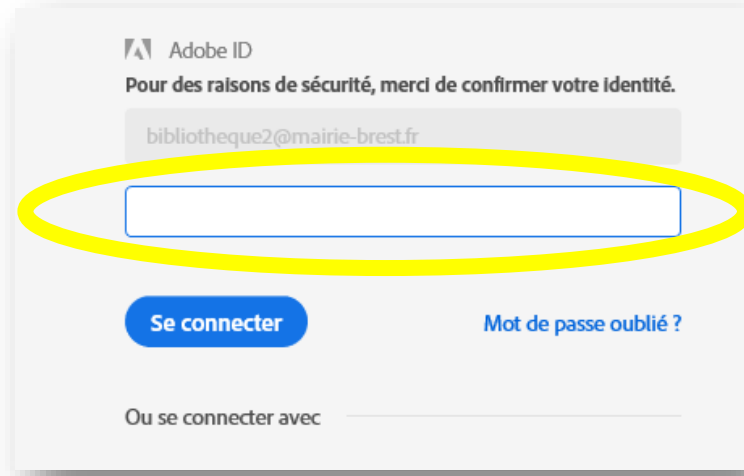 Adobe ID
Pour des raisons de sécurité, merci de confirmer votre identité.
bibliotheque2@mairie-brest.fr
Se connecter
Mot de passe oublié ?
Ou se connecter avec